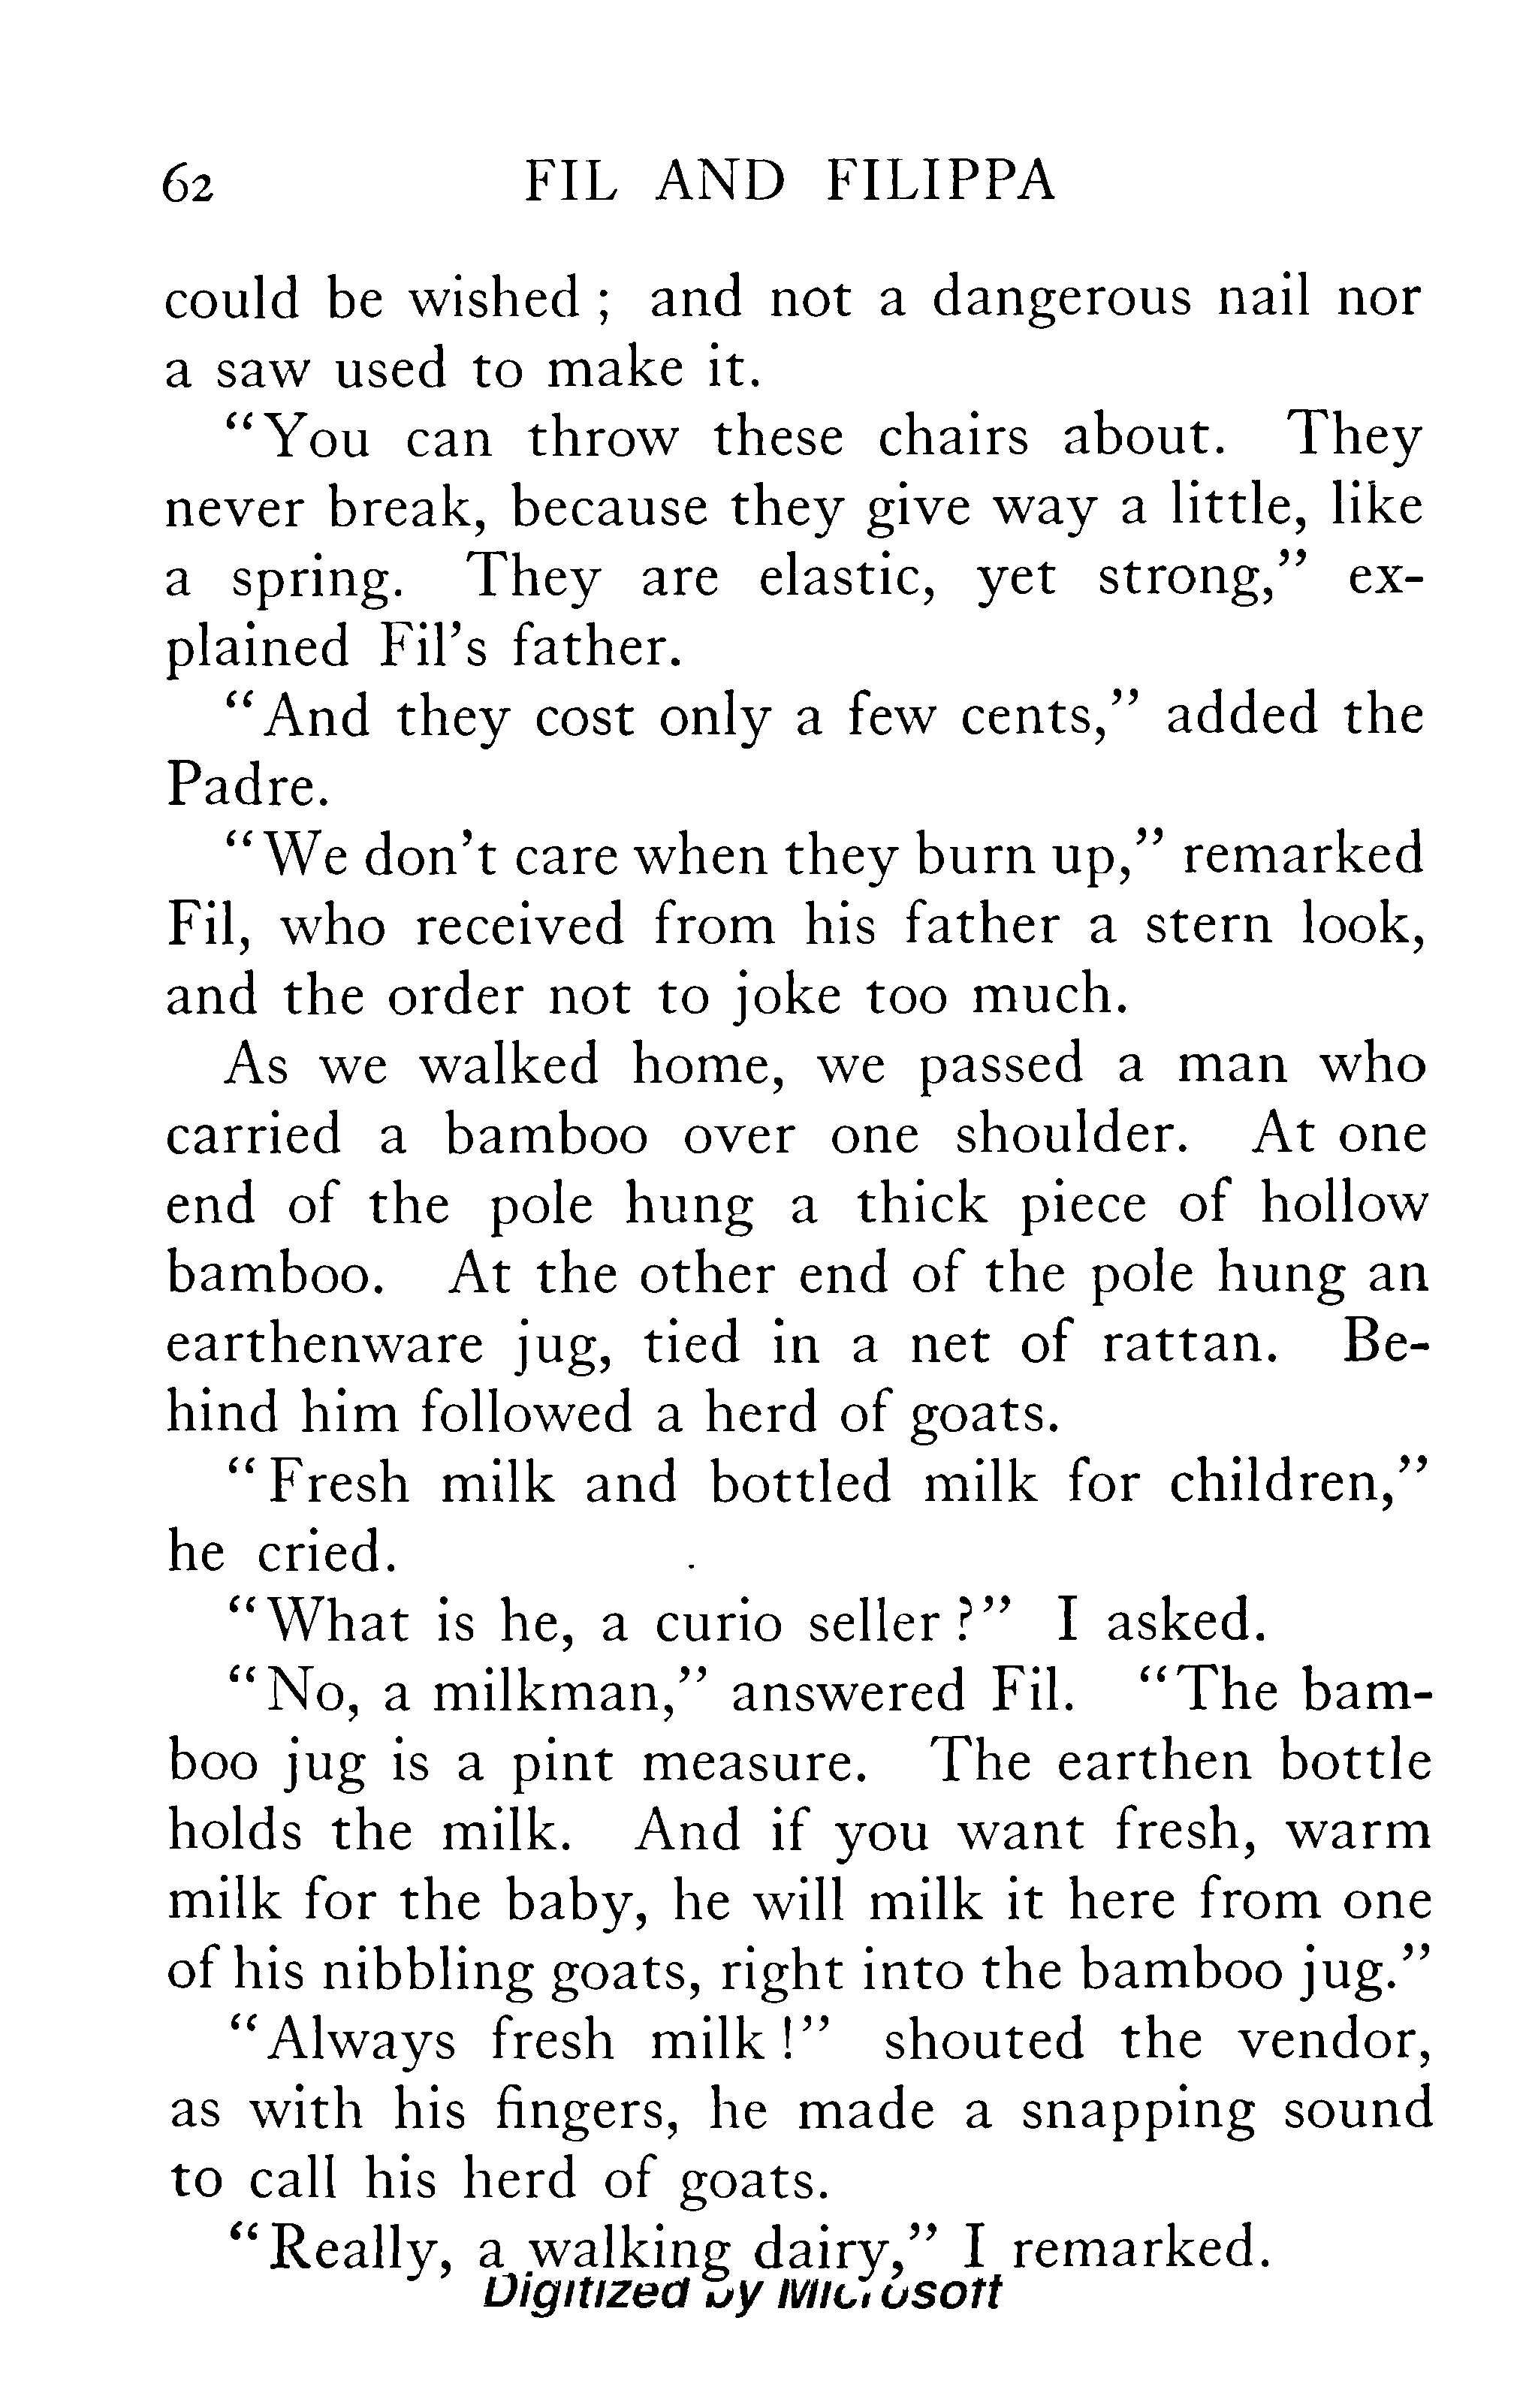 62 FIL AND FILIPPA
could be wished ; and not a dangerous nail nor
a saw used to make it.
“You can throw these chairs about. They
never break, because they give way a little, like
a spring. They are elastic, yet strong,” ex-
plained Fil’s father.
“And they cost only a few cents,” added the
Padre.
“We don’t care when they burn up,” remarked
Fil, who received from his father a stern look,
and the order not to joke too much.
As we walked home, we passed a man who
carried a bamboo over one shoulder. At one
end of the pole hung a thick piece of hollow
bamboo. At the other end of the pole hung an
earthenware jug, tied in a net of rattan. Be-
hind him followed a herd of goats.
“Fresh milk and bottled milk for children,”
he cried.
“What is he, a curio seller ?” I asked.
“No, a milkman,” answered Fil. “The bam-
boo jug is a pint measure. The earthen bottle
holds the milk. And if you want fresh, warm
milk for the baby, he will milk it here from one
of his nibbling goats, right into the bamboo jug.”
“Always fresh milk !” shouted the vendor,
as with his fingers, he made a snapping sound
to call his herd of goats.
“Really, a walking dairy,” I remarked.
Digitized by Microsoft